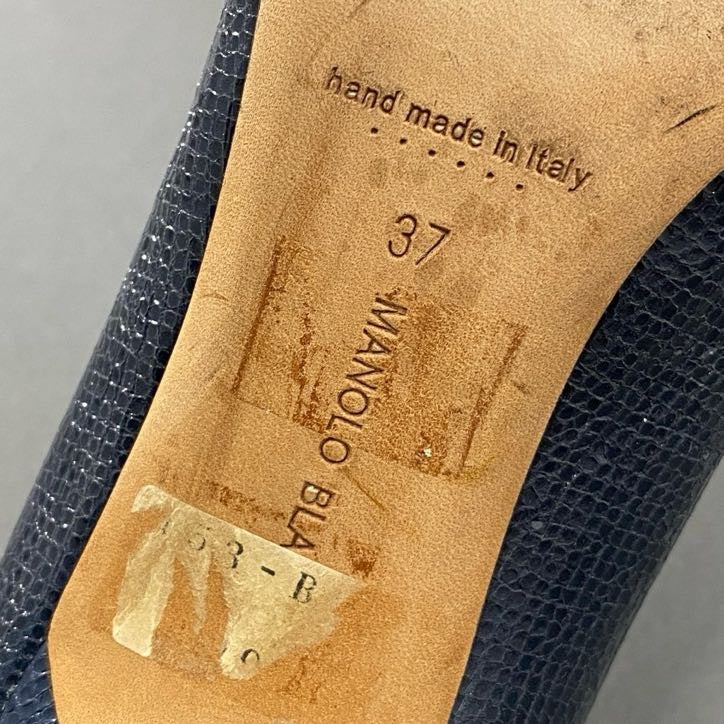 hand made in Italy
37
MANOLO BLA
53-B